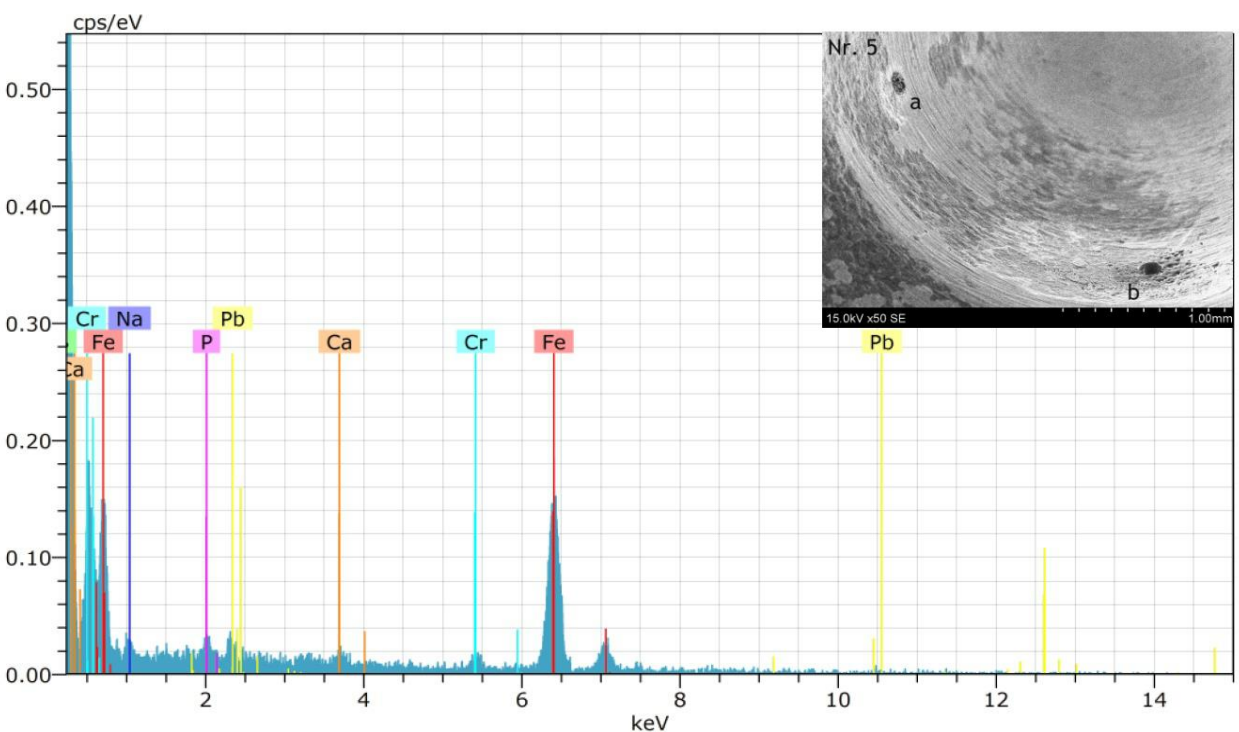 cps/eV
Nr. 5
a
b
15.0kV x50 SE 1.00mm
0.50
0.40
0.30
0.20
0.10
0.00
Cr Na Pb
Fe P Ca Cr Fe Pb
Ca
2 4 6 8 10 12 14
keV